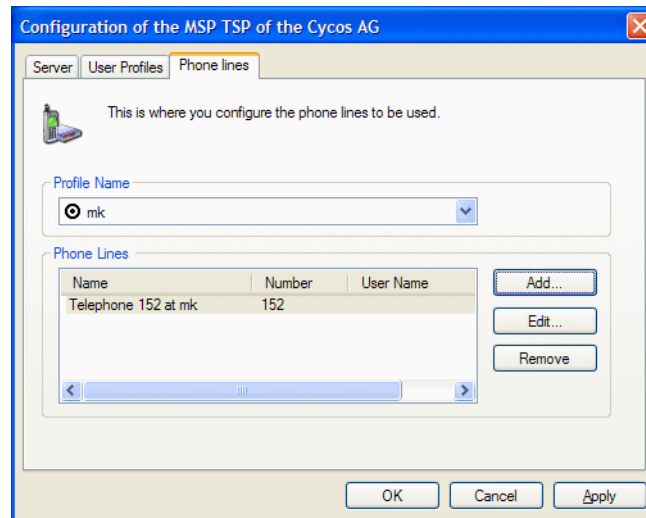 Configuration of the MSP TSP of the Cycos AG
Server User Profiles Phone lines
This is where you configure the phone lines to be used.
Profile Name
mk
Phone Lines
Name Number User Name
Telephone 152 at mk 152
Add...
Edit...
Remove
OK Cancel Apply